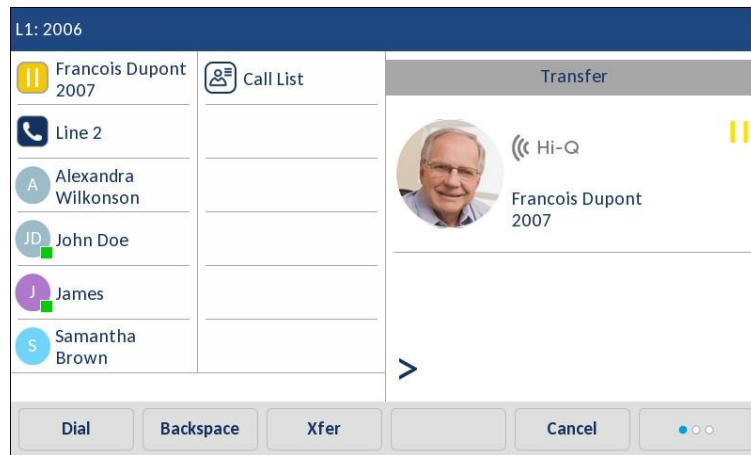 L1: 2006
Francois Dupont
2007
Line 2
A
Alexandra
Wilkonson
JD
John Doe
J
James
S
Samantha
Brown
Call List
Transfer
Hi-Q
Francois Dupont
2007
>
Dial
Backspace
Xfer
Cancel